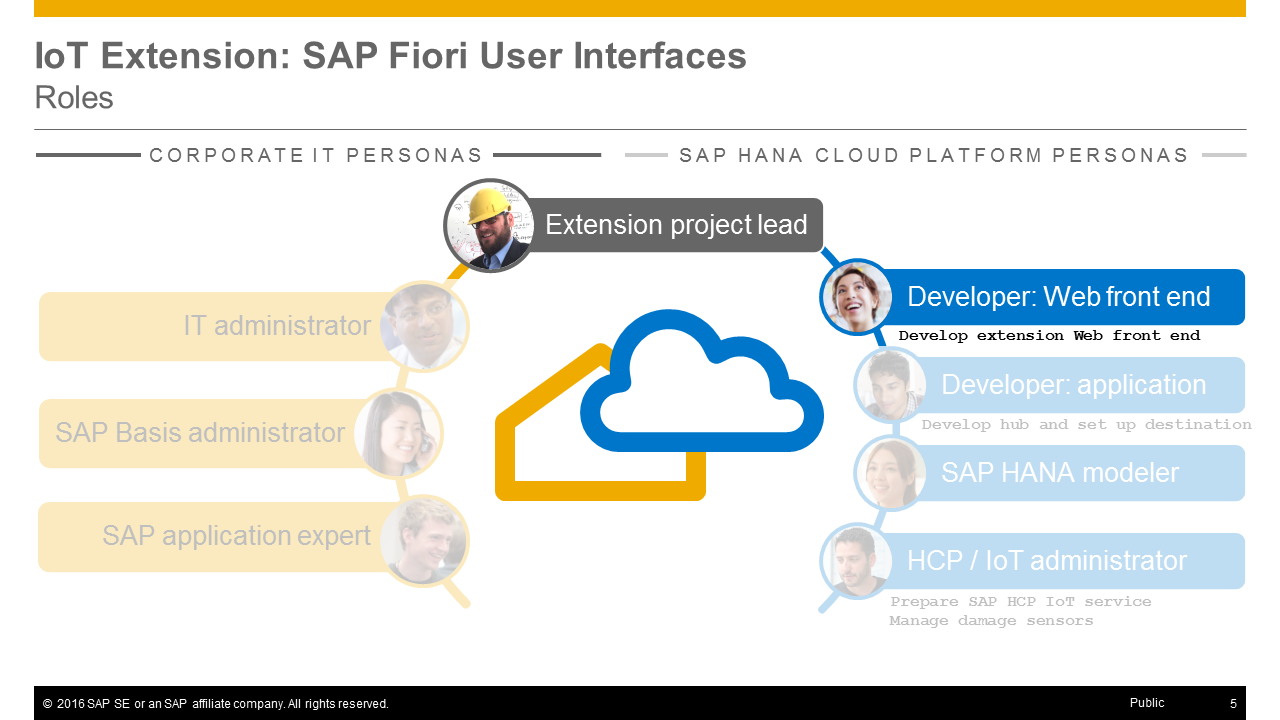 IoT Extension: SAP Fiori User Interfaces
Roles
CORPORATE IT PERSONAS
SAP HANA CLOUD PLATFORM PERSONAS
Extension project lead
IT administrator
SAP Basis administrator
SAP application expert
Developer: Web front end
Develop extension Web front end
Developer: application
Develop hub and set up destination
SAP HANA modeler
HCP / IoT administrator
Prepare SAP HCP IoT service
Manage damage sensors
© 2016 SAP SE or an SAP affiliate company. All rights reserved.
Public
5